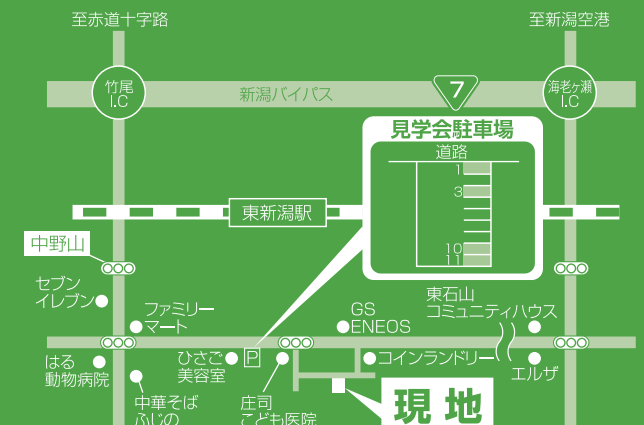 至赤道十字路
至新潟空港
竹尾
I.C
新潟バイパス
7
海老ケ瀬
I.C
見学会駐車場
道路
1
3
10
11
東新潟駅
中野山
セブン
イレブン
ファミリー
マート
GS
ENEOS
東石山
コミュニティハウス
はる
動物病院
ひさご
美容室
P
コインランドリー
エルザ
中華そば
ふじの
庄司
こども医院
現地